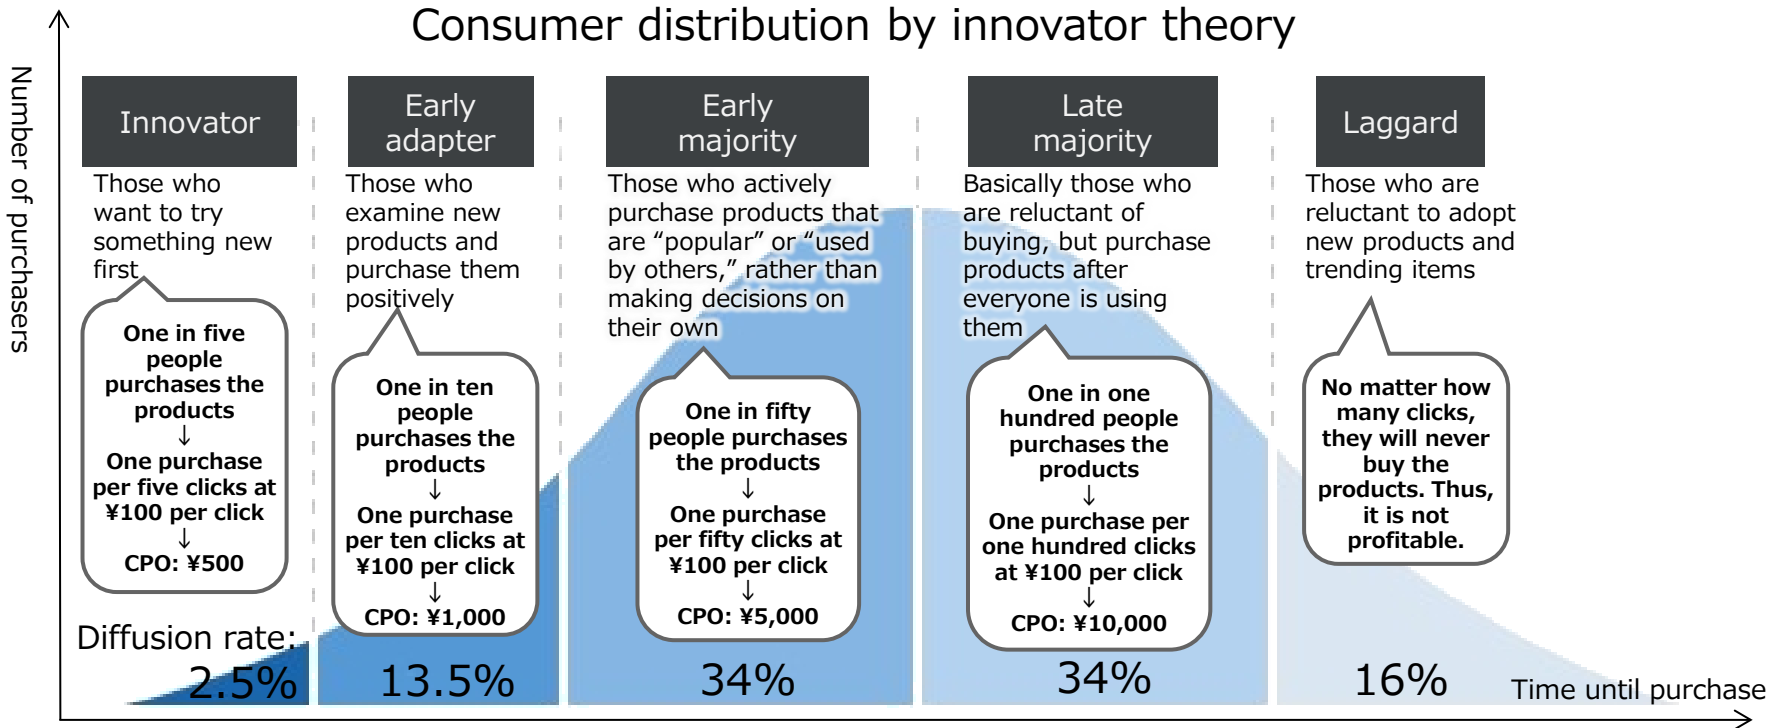 Consumer distribution by innovator theory
Number of purchasers
Innovator
Those who
want to try
something new
first
One in five
people
purchases the
products
↓
One purchase
per five clicks at
¥100 per click
↓
CPO: ¥500
Early
adapter
Those who
examine new
products and
purchase them
positively
One in ten
people
purchases the
products
↓
One purchase
per ten clicks at
¥100 per click
↓
CPO: ¥1,000
Early
majority
Those who actively
purchase products that
are “popular” or “used
by others,” rather than
making decisions on
their own
One in fifty
people purchases
the products
↓
One purchase
per fifty clicks at
¥100 per click
↓
CPO: ¥5,000
Late
majority
Basically those who
are reluctant of
buying, but purchase
products after
everyone is using
them
One in one
hundred people
purchases the
products
↓
One purchase per
one hundred clicks
at ¥100 per click
↓
CPO: ¥10,000
Laggard
Those who are
reluctant to adopt
new products and
trending items
No matter how
many clicks,
they will never
buy the
products. Thus,
it is not
profitable.
Diffusion rate:
2.5%
13.5%
34%
34%
16%
Time until purchase